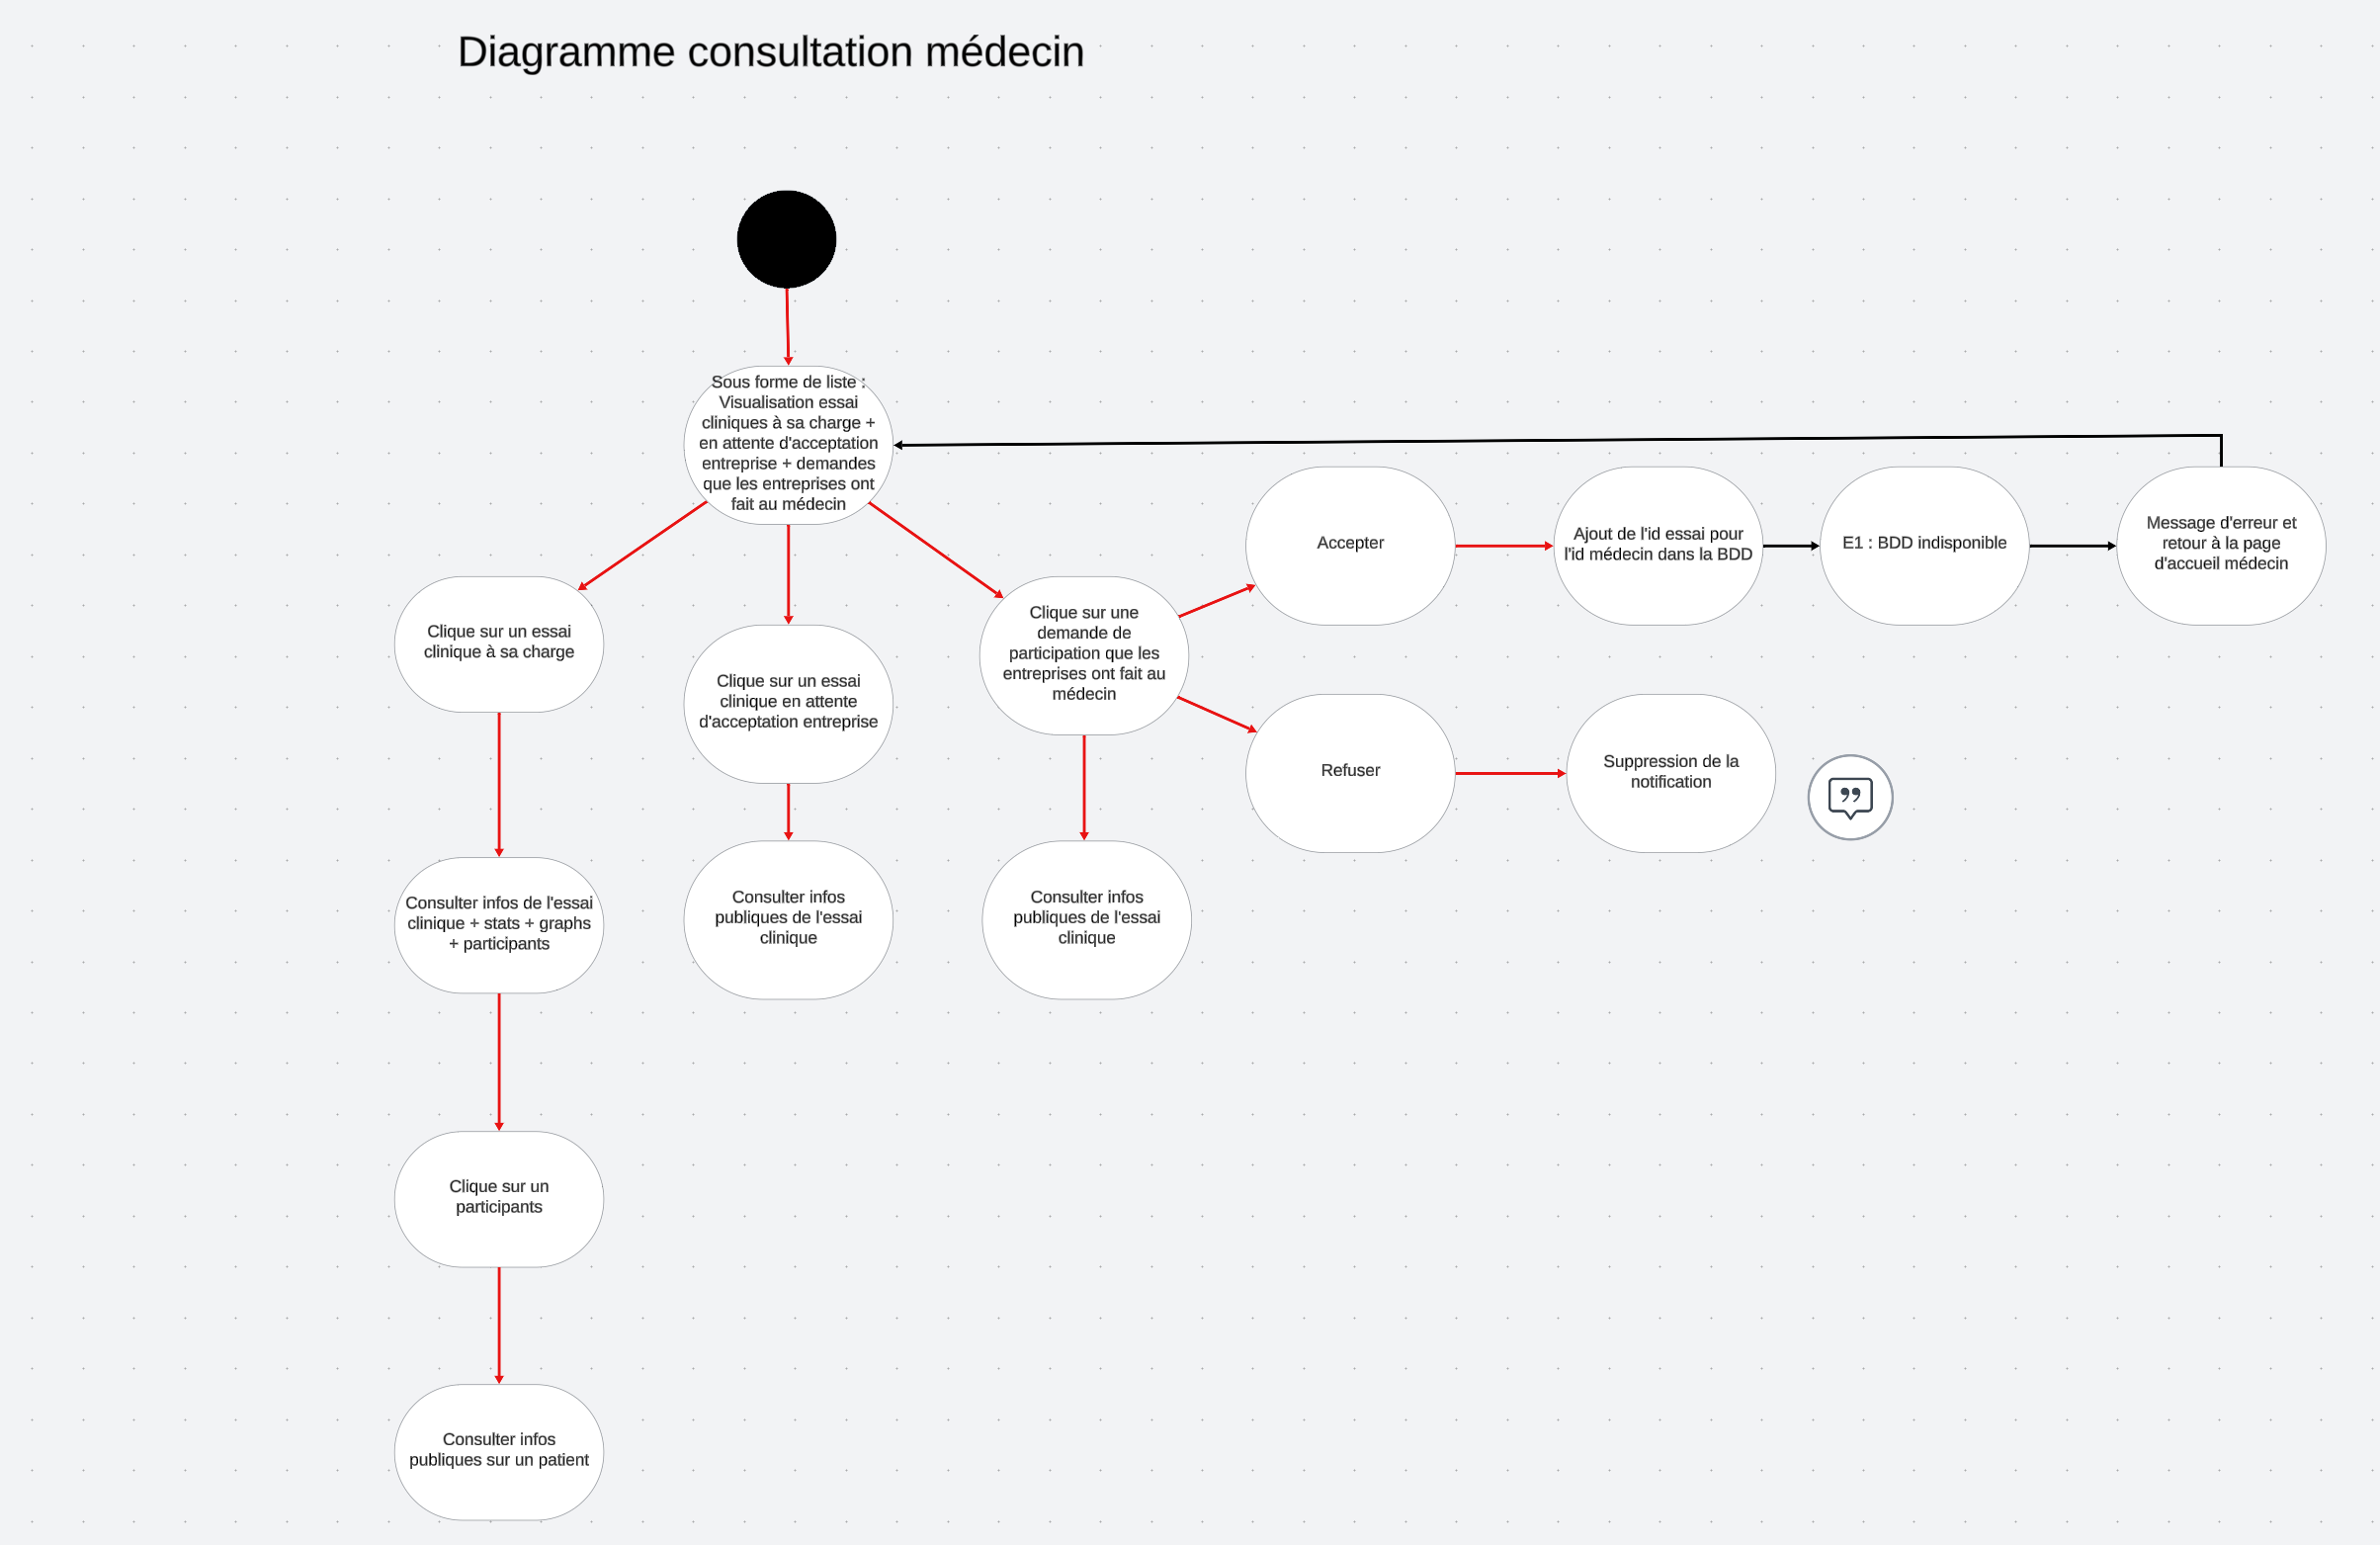 Diagramme consultation médecin
Sous forme de liste :
Visualisation essai
cliniques à sa charge +
en attente d'acceptation
entreprise + demandes
que les entreprises ont
fait au médecin
Accepter
Ajout de l'id essai pour
l'id médecin dans la BDD
E1 : BDD indisponible
Message d'erreur et
retour à la page
d'accueil médecin
Clique sur un essai
clinique à sa charge
Clique sur un essai
clinique en attente
d'acceptation entreprise
Clique sur une
demande de
participation que les
entreprises ont fait au
médecin
Refuser
Suppression de la
notification
Consulter infos de l'essai
clinique + stats + graphs
+ participants
Consulter infos
publiques de l'essai
clinique
Consulter infos
publiques de l'essai
clinique
Clique sur un
participants
Consulter infos
publiques sur un patient